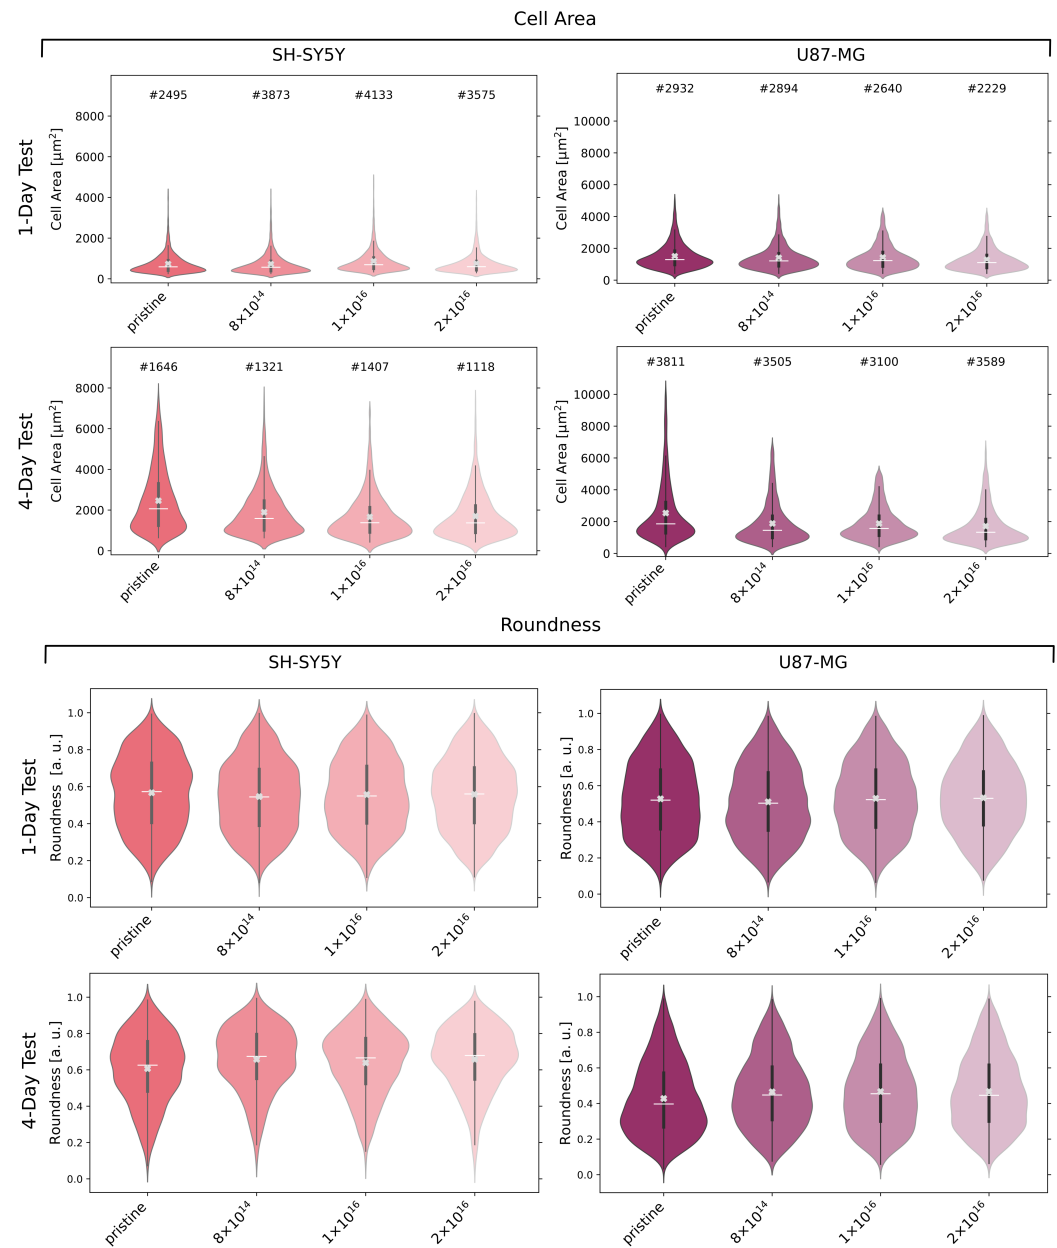 Cell Area
SH-SY5Y
U87-MG
1-Day Test
Cell Area [μm²]
8000
6000
4000
2000
0
#2495 #3873 #4133 #3575
pristine 8×10¹⁴ 1×10¹⁶ 2×10¹⁶
Cell Area [μm²]
10000
8000
6000
4000
2000
0
#2932 #2894 #2640 #2229
pristine 8×10¹⁴ 1×10¹⁶ 2×10¹⁶
4-Day Test
Cell Area [μm²]
8000
6000
4000
2000
0
#1646 #1321 #1407 #1118
pristine 8×10¹⁴ 1×10¹⁶ 2×10¹⁶
Cell Area [μm²]
10000
8000
6000
4000
2000
0
#3811 #3505 #3100 #3589
pristine 8×10¹⁴ 1×10¹⁶ 2×10¹⁶
Roundness
SH-SY5Y
U87-MG
1-Day Test
Roundness [a. u.]
1.0
0.8
0.6
0.4
0.2
0.0
pristine 8×10¹⁴ 1×10¹⁶ 2×10¹⁶
Roundness [a. u.]
1.0
0.8
0.6
0.4
0.2
0.0
pristine 8×10¹⁴ 1×10¹⁶ 2×10¹⁶
4-Day Test
Roundness [a. u.]
1.0
0.8
0.6
0.4
0.2
0.0
pristine 8×10¹⁴ 1×10¹⁶ 2×10¹⁶
Roundness [a. u.]
1.0
0.8
0.6
0.4
0.2
0.0
pristine 8×10¹⁴ 1×10¹⁶ 2×10¹⁶